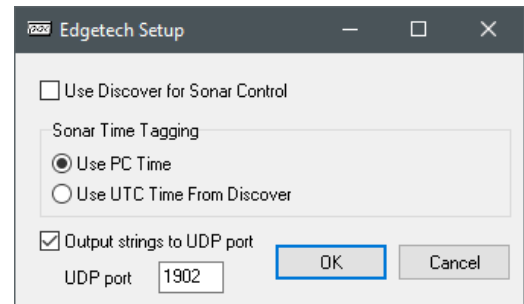 Edgetech Setup
Use Discover for Sonar Control
Sonar Time Tagging
Use PC Time
Use UTC Time From Discover
Output strings to UDP port
UDP port 1902
OK Cancel